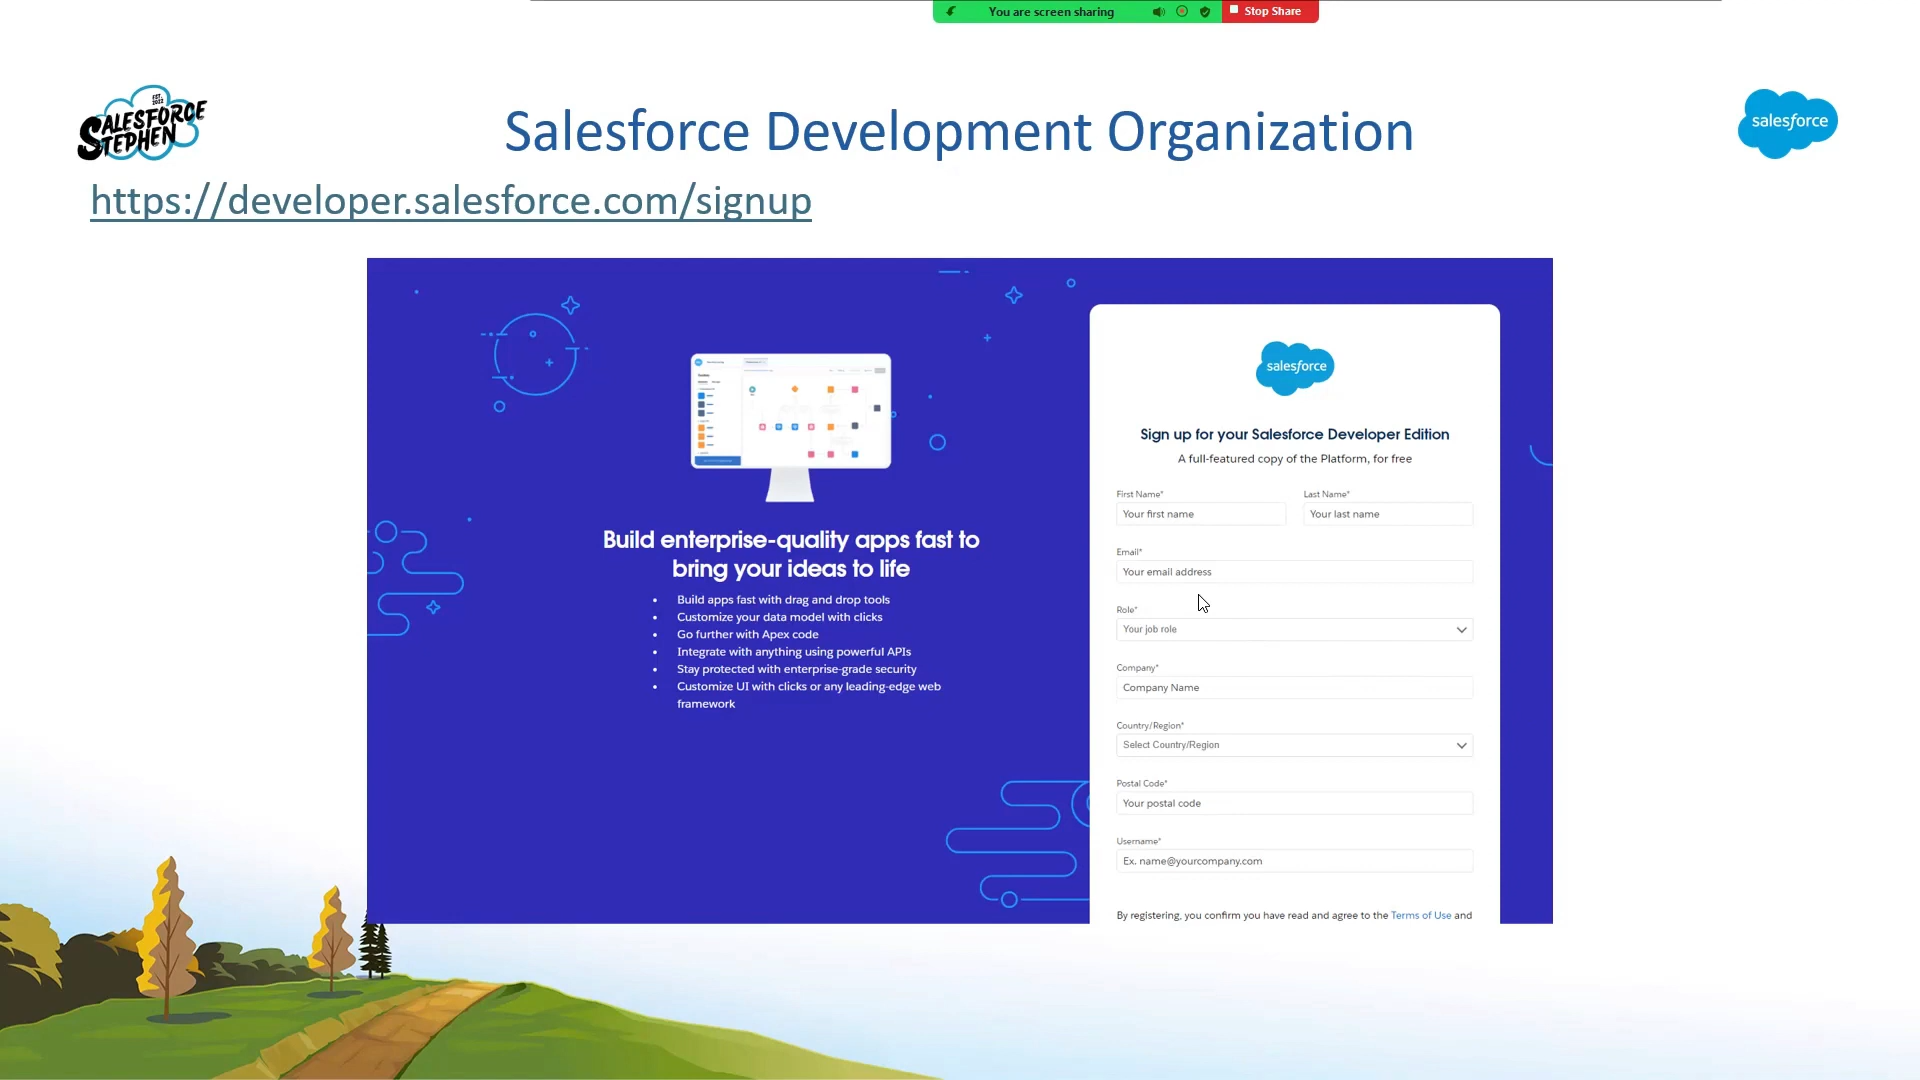 You are screen sharing
Stop Share
EST.
2022
SALESFORCE
STEPHEN
Salesforce Development Organization
salesforce
https://developer.salesforce.com/signup
salesforce
Sign up for your Salesforce Developer Edition
A full-featured copy of the Platform, for free
First Name*
Last Name*
Your first name
Your last name
Email*
Your email address
Role*
Your job role
Company*
Company Name
Country/Region*
Select Country/Region
Postal Code*
Your postal code
Username*
Ex. name@yourcompany.com
By registering, you confirm you have read and agree to the Terms of Use and
Build enterprise-quality apps fast to
bring your ideas to life
• Build apps fast with drag and drop tools
• Customize your data model with clicks
• Go further with Apex code
• Integrate with anything using powerful APIs
• Stay protected with enterprise-grade security
• Customize UI with clicks or any leading-edge web
framework